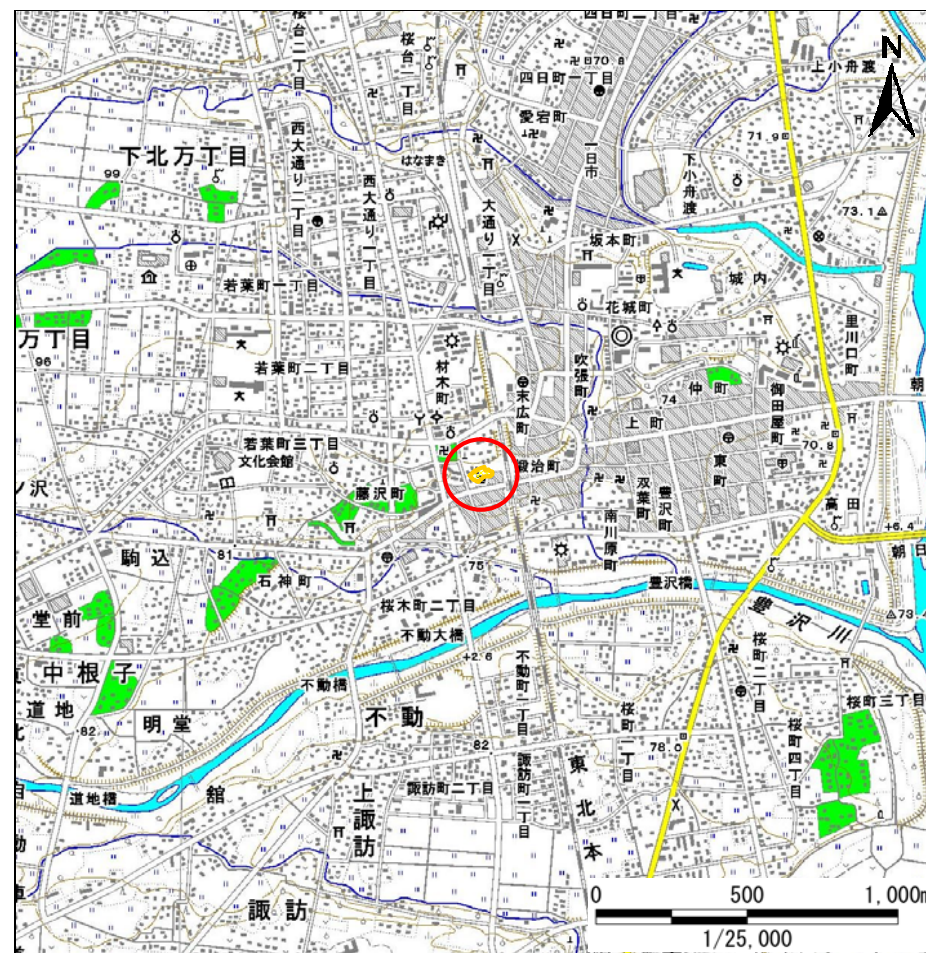 四日町二丁目
桜台二丁目
桜台一丁目
70.8
上小舟渡
N
四日町一丁目
愛宕町
71.9
下北万丁目
西大通り二丁目
はなまき
一日市
下小舟渡
99
西大通り一丁目
大通り一丁目
73.1
坂本町
城内
若葉町一丁目
花城町
里川口町
万丁目
96
材木町
吹張町
朝
若葉町二丁目
末広町
仲町
74
御田屋町
上町
若葉町三丁目
文化会館
70.8
鍛治町
東町
藤沢町
双葉町
豊沢町
高田
ノ沢
南川原町
+6.4
朝日
駒込
81
石神町
75
豊沢橋
豊沢川
73
堂前
桜木町二丁目
不動大橋
+2.6
桜町二丁目
中根子
不動橋
不動町二丁目
桜町三丁目
道地
明堂
不動
桜町一丁目
桜町四丁目
82
82
78
東北本
道地橋
舘
上諏訪
諏訪町二丁目
諏訪町一丁目
諏訪
0 500 1,000m
1/25,000